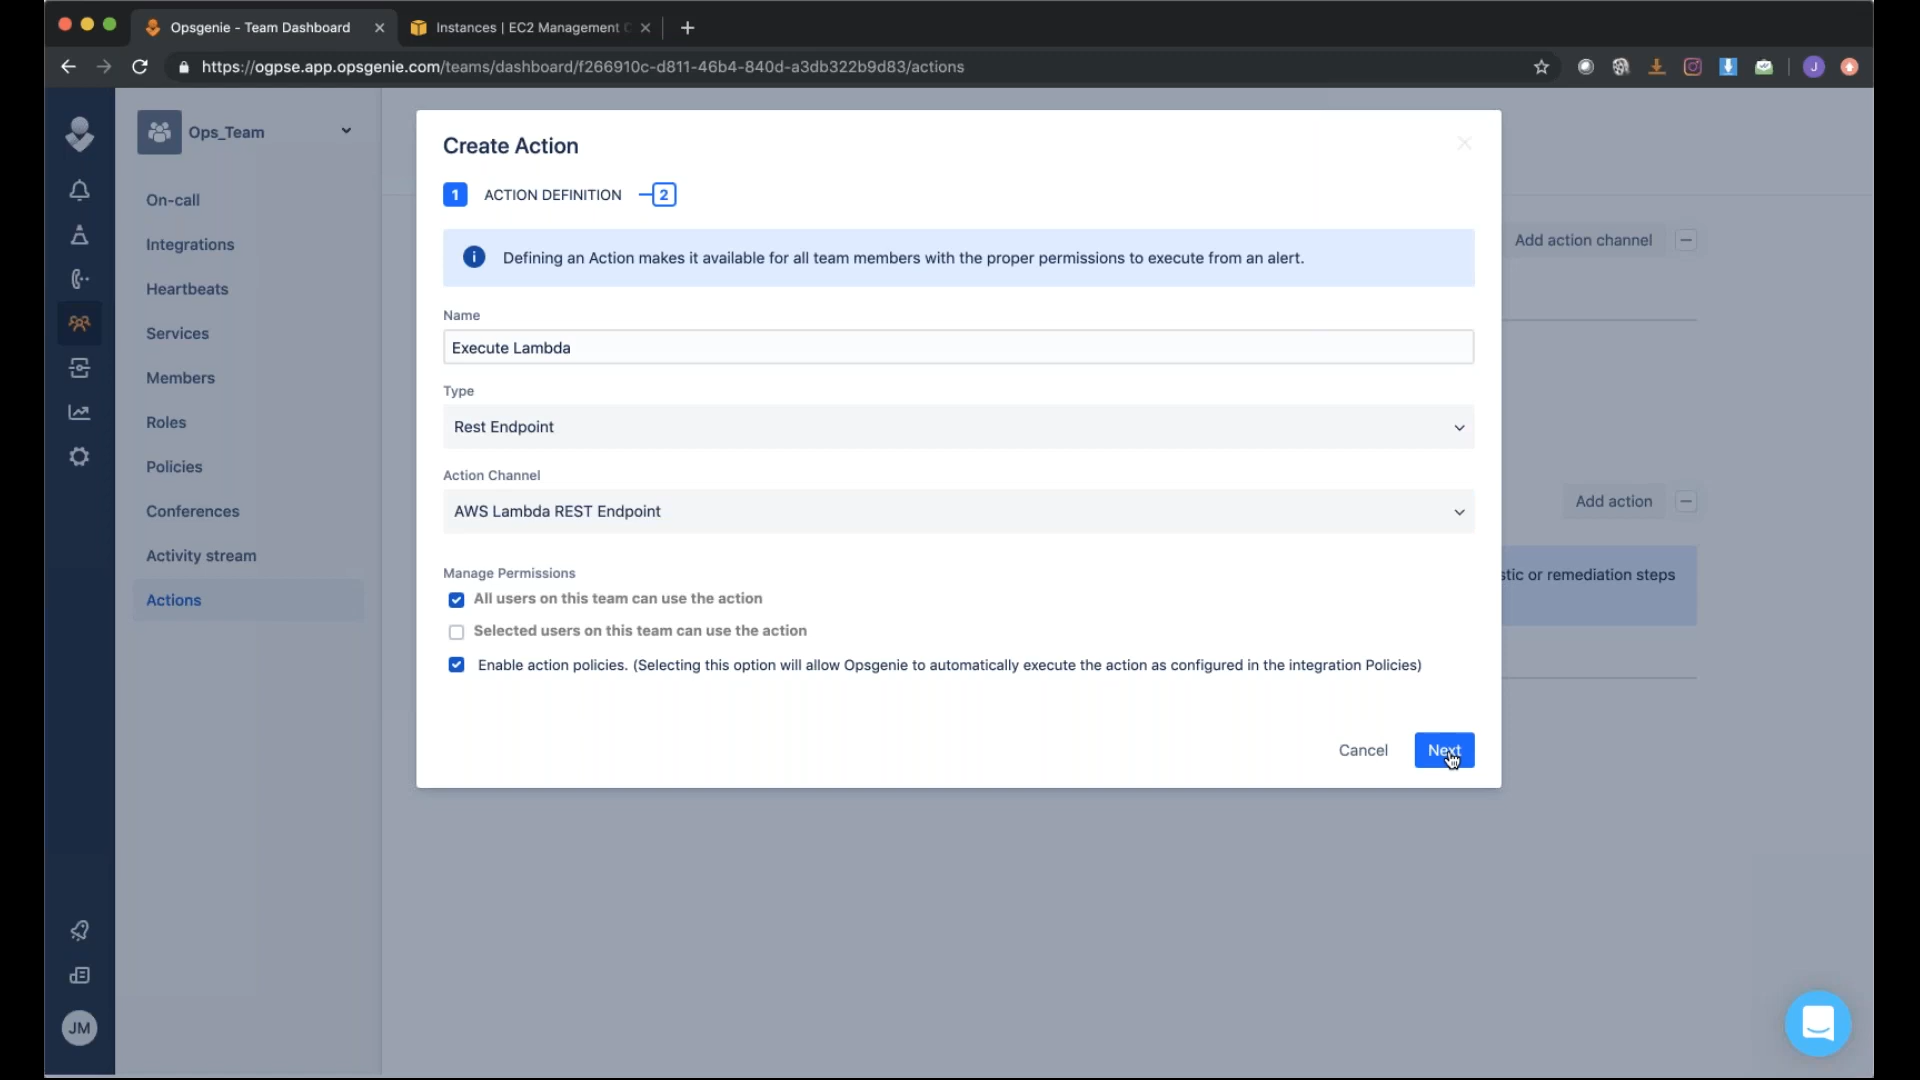 Opsgenie - Team Dashboard
Instances | EC2 Management
https://ogpse.app.opsgenie.com/teams/dashboard/f266910c-d811-46b4-840d-a3db322b9d83/actions
J
Ops_Team
On-call
Integrations
Heartbeats
Services
Members
Roles
Policies
Conferences
Activity stream
Actions
JM
Create Action
1 ACTION DEFINITION 2
Defining an Action makes it available for all team members with the proper permissions to execute from an alert.
Name
Execute Lambda
Type
Rest Endpoint
Action Channel
AWS Lambda REST Endpoint
Manage Permissions
All users on this team can use the action
Selected users on this team can use the action
Enable action policies. (Selecting this option will allow Opsgenie to automatically execute the action as configured in the integration Policies)
Cancel
Next
Add action channel
Add action
or remediation steps